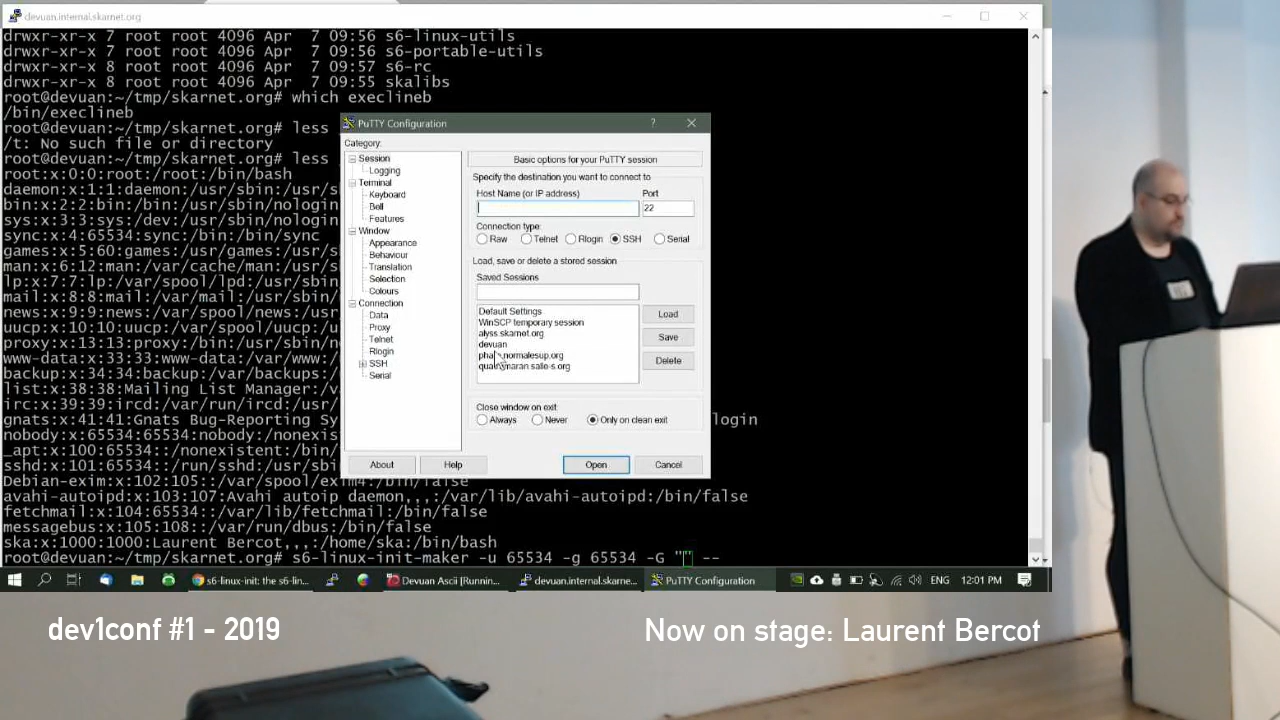 devuan.internal.skarnet.org
drwxr-xr-x 7 root root 4096 Apr 7 09:56 s6-linux-utils
drwxr-xr-x 7 root root 4096 Apr 7 09:56 s6-portable-utils
drwxr-xr-x 8 root root 4096 Apr 7 09:57 s6-rc
drwxr-xr-x 8 root root 4096 Apr 7 09:55 skalibs
root@devuan:~/tmp/skarnet.org# which execlineb
/bin/execlineb
root@devuan:~/tmp/skarnet.org# less
/t: No such file or directory
root@devuan:~/tmp/skarnet.org# less
root:x:0:0:root:/root:/bin/bash
daemon:x:1:1:daemon:/usr/sbin:/usr
bin:x:2:2:bin:/bin:/usr/sbin/nologin
sys:x:3:3:sys:/dev:/usr/sbin/nologin
sync:x:4:65534:sync:/bin:/bin/sync
games:x:5:60:games:/usr/games:/usr
man:x:6:12:man:/var/cache/man:/us
lp:x:7:7:lp:/var/spool/lpd:/usr/sbin
mail:x:8:8:mail:/var/mail:/usr/sbin
news:x:9:9:news:/var/spool/news:/
uucp:x:10:10:uucp:/var/spool/uucp:/
proxy:x:13:13:proxy:/bin:/usr/sbin
www-data:x:33:33:www-data:/var/www
backup:x:34:34:backup:/var/backup
list:x:38:38:Mailing List Manager:/v
irc:x:39:39:ircd:/var/run/ircd:/us
gnats:x:41:41:Gnats Bug-Reporting Sy
login
nobody:x:65534:65534:nobody:/nonexis
_apt:x:100:65534::/nonexistent:/bin
sshd:x:101:65534::/run/sshd:/usr/sbi
Debian-exim:x:102:105::/var/spool/exim4:/bin/false
avahi-autoipd:x:103:107:Avahi autoip daemon,,,:/var/lib/avahi-autoipd:/bin/false
fetchmail:x:104:65534::/var/lib/fetchmail:/bin/false
messagebus:x:105:108::/var/run/dbus:/bin/false
ska:x:1000:1000:Laurent Bercot,,,:/home/ska:/bin/bash
root@devuan:~/tmp/skarnet.org# s6-linux-init-maker -u 65534 -g 65534 -G "" --
PuTTY Configuration
?
Category:
Session
Logging
Terminal
Keyboard
Bell
Features
Window
Appearance
Behaviour
Translation
Selection
Colours
Connection
Data
Proxy
Telnet
Rlogin
SSH
Serial
Basic options for your PuTTY session
Specify the destination you want to connect to
Host Name (or IP address) Port
22
Connection type:
Raw Telnet Rlogin SSH Serial
Load, save or delete a stored session
Saved Sessions
Default Settings
WinSCP temporary session
alyss.skarnet.org
devuan
Load
Save
Delete
Close window on exit
Always Never Only on clean exit
About Help Open Cancel
s6-linux-init: the s6-lin...
Devuan Ascii [Runnin...
devuan.internal.skarne...
PuTTY Configuration
ENG 12:01 PM
dev1conf #1 - 2019
Now on stage: Laurent Bercot